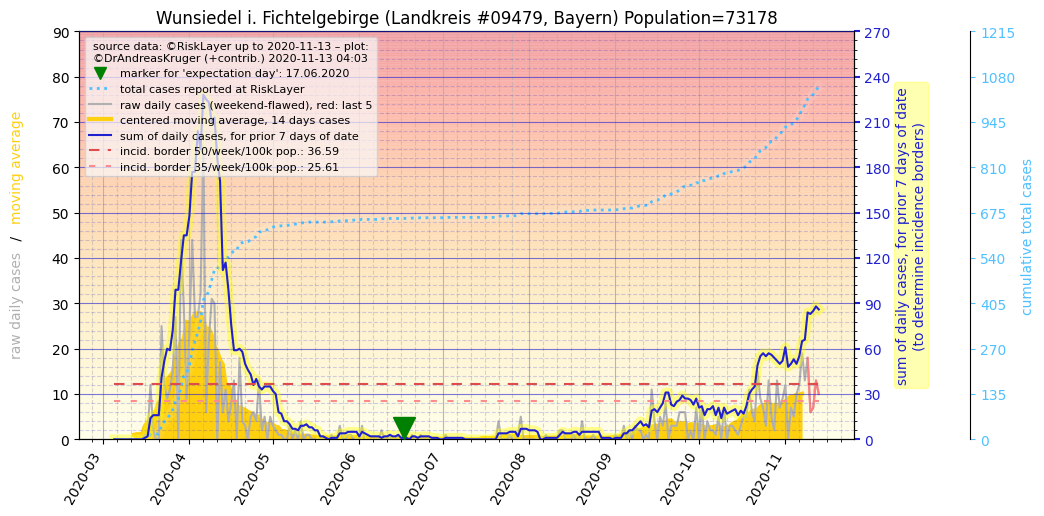 Wunsiedel i. Fichtelgebirge (Landkreis #09479, Bayern) Population=73178
source data: ©RiskLayer up to 2020-11-13 – plot:
©DrAndreasKruger (+contrib.) 2020-11-13 04:03
marker for 'expectation day': 17.06.2020
total cases reported at RiskLayer
raw daily cases (weekend-flawed), red: last 5
centered moving average, 14 days cases
sum of daily cases, for prior 7 days of date
incid. border 50/week/100k pop.: 36.59
incid. border 35/week/100k pop.: 25.61
raw daily cases / moving average
90
80
70
60
50
40
30
20
10
0
2020-03
2020-04
2020-05
2020-06
2020-07
2020-08
2020-09
2020-10
2020-11
270
240
210
180
150
120
90
60
30
0
sum of daily cases, for prior 7 days of date
(to determine incidence borders)
1215
1080
945
810
675
540
405
270
135
0
cumulative total cases